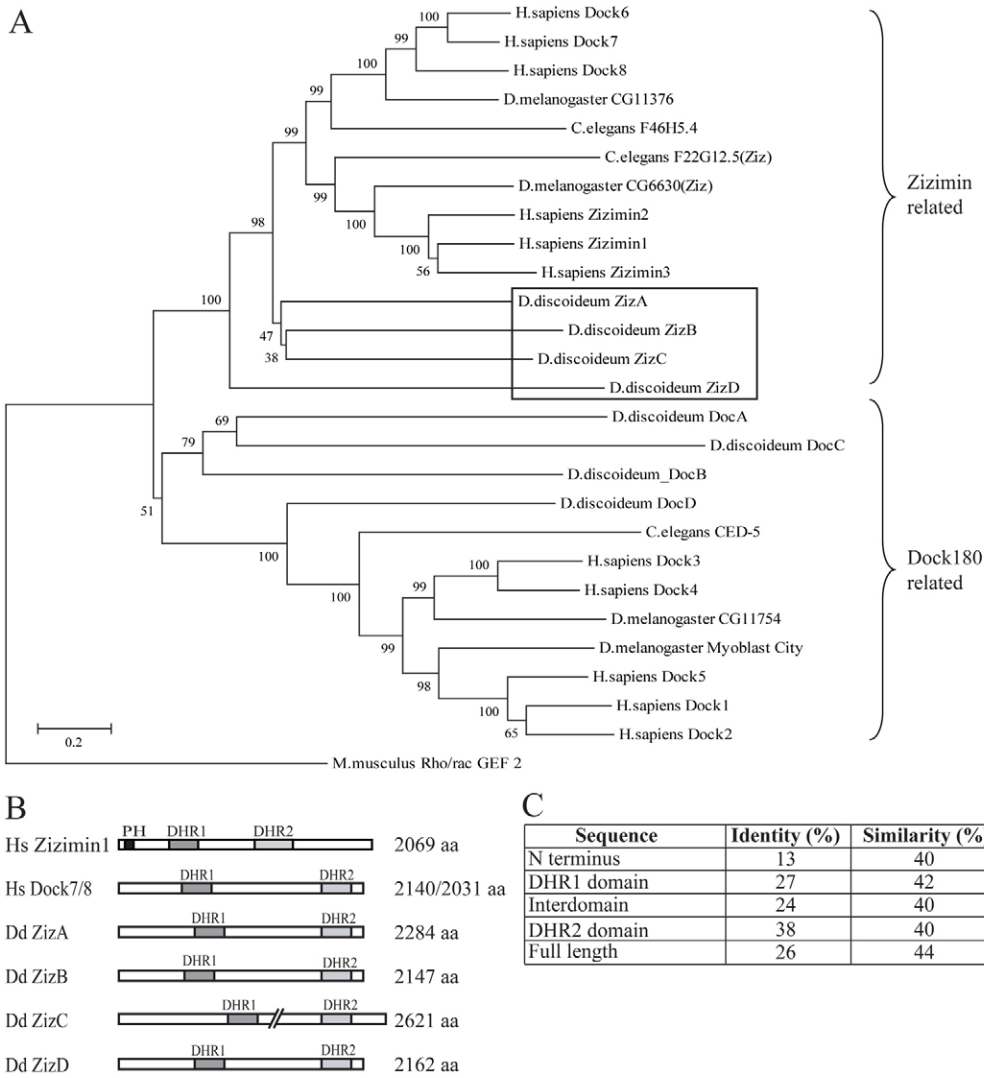 A
H.sapiens Dock6
H.sapiens Dock7
H.sapiens Dock8
D.melanogaster CG11376
C.elegans F46H5.4
C.elegans F22G12.5(Ziz)
D.melanogaster CG6630(Ziz)
H.sapiens Zizimin2
H.sapiens Zizimin1
H.sapiens Zizimin3
D.discoideum ZizA
D.discoideum ZizB
D.discoideum ZizC
D.discoideum ZizD
D.discoideum DocA
D.discoideum DocC
D.discoideum_DocB
D.discoideum DocD
C.elegans CED-5
H.sapiens Dock3
H.sapiens Dock4
D.melanogaster CG11754
D.melanogaster Myoblast City
H.sapiens Dock5
H.sapiens Dock1
H.sapiens Dock2
M.musculus Rho/rac GEF 2
100
99
100
99
99
99
100
98
100
56
100
47
38
69
79
51
100
100
99
100
99
98
100
65
0.2
Zizimin
related
Dock180
related
B
PH DHR1 DHR2
Hs Zizimin1 2069 aa
DHR1 DHR2
Hs Dock7/8 2140/2031 aa
DHR1 DHR2
Dd ZizA 2284 aa
DHR1 DHR2
Dd ZizB 2147 aa
DHR1 DHR2
Dd ZizC 2621 aa
DHR1 DHR2
Dd ZizD 2162 aa
C
Sequence Identity (%) Similarity (%)
N terminus 13 40
DHR1 domain 27 42
Interdomain 24 40
DHR2 domain 38 40
Full length 26 44